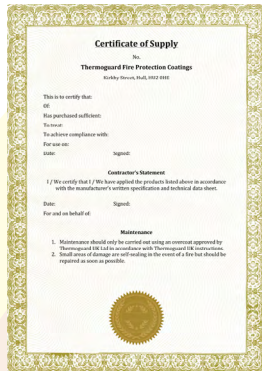 Certificate of Supply
No.
Thermoguard Fire Protection Coatings
Kirkby Street, Hull, HU2
This is to certify that:
Of:
Has purchased sufficient:
To treat:
To achieve compliance with:
For use on:
Date: Signed:
Contractor's Statement
I / We certify that I / We have applied the products listed above in accordance
with the manufacturer's written specification and technical data sheet.
Date: Signed:
For and on behalf of:
Maintenance
1. Maintenance should only be carried out using an overcoat approved by
Thermoguard UK Ltd in accordance with Thermoguard UK instructions.
2. Small areas of damage are self-sealing in the event of a fire but should be
repaired as soon as possible.